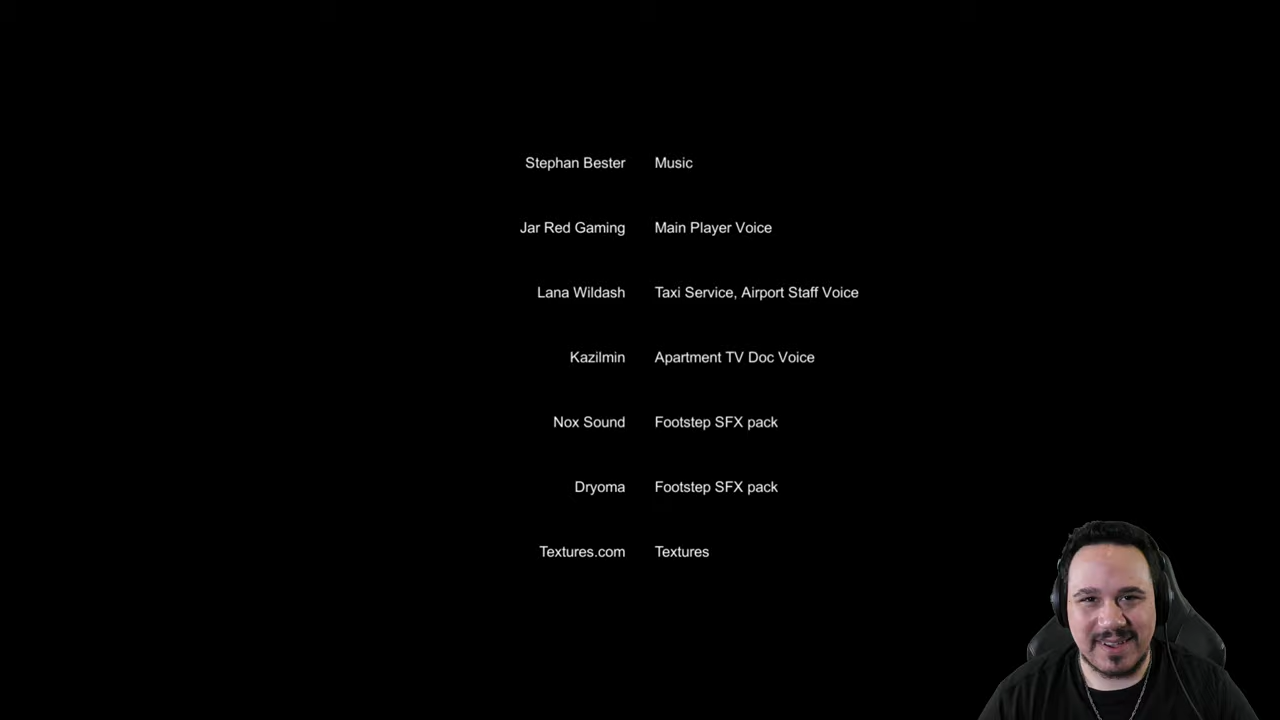 Stephan Bester Music
Jar Red Gaming Main Player Voice
Lana Wildash Taxi Service, Airport Staff Voice
Kazilmin Apartment TV Doc Voice
Nox Sound Footstep SFX pack
Dryoma Footstep SFX pack
Textures.com Textures